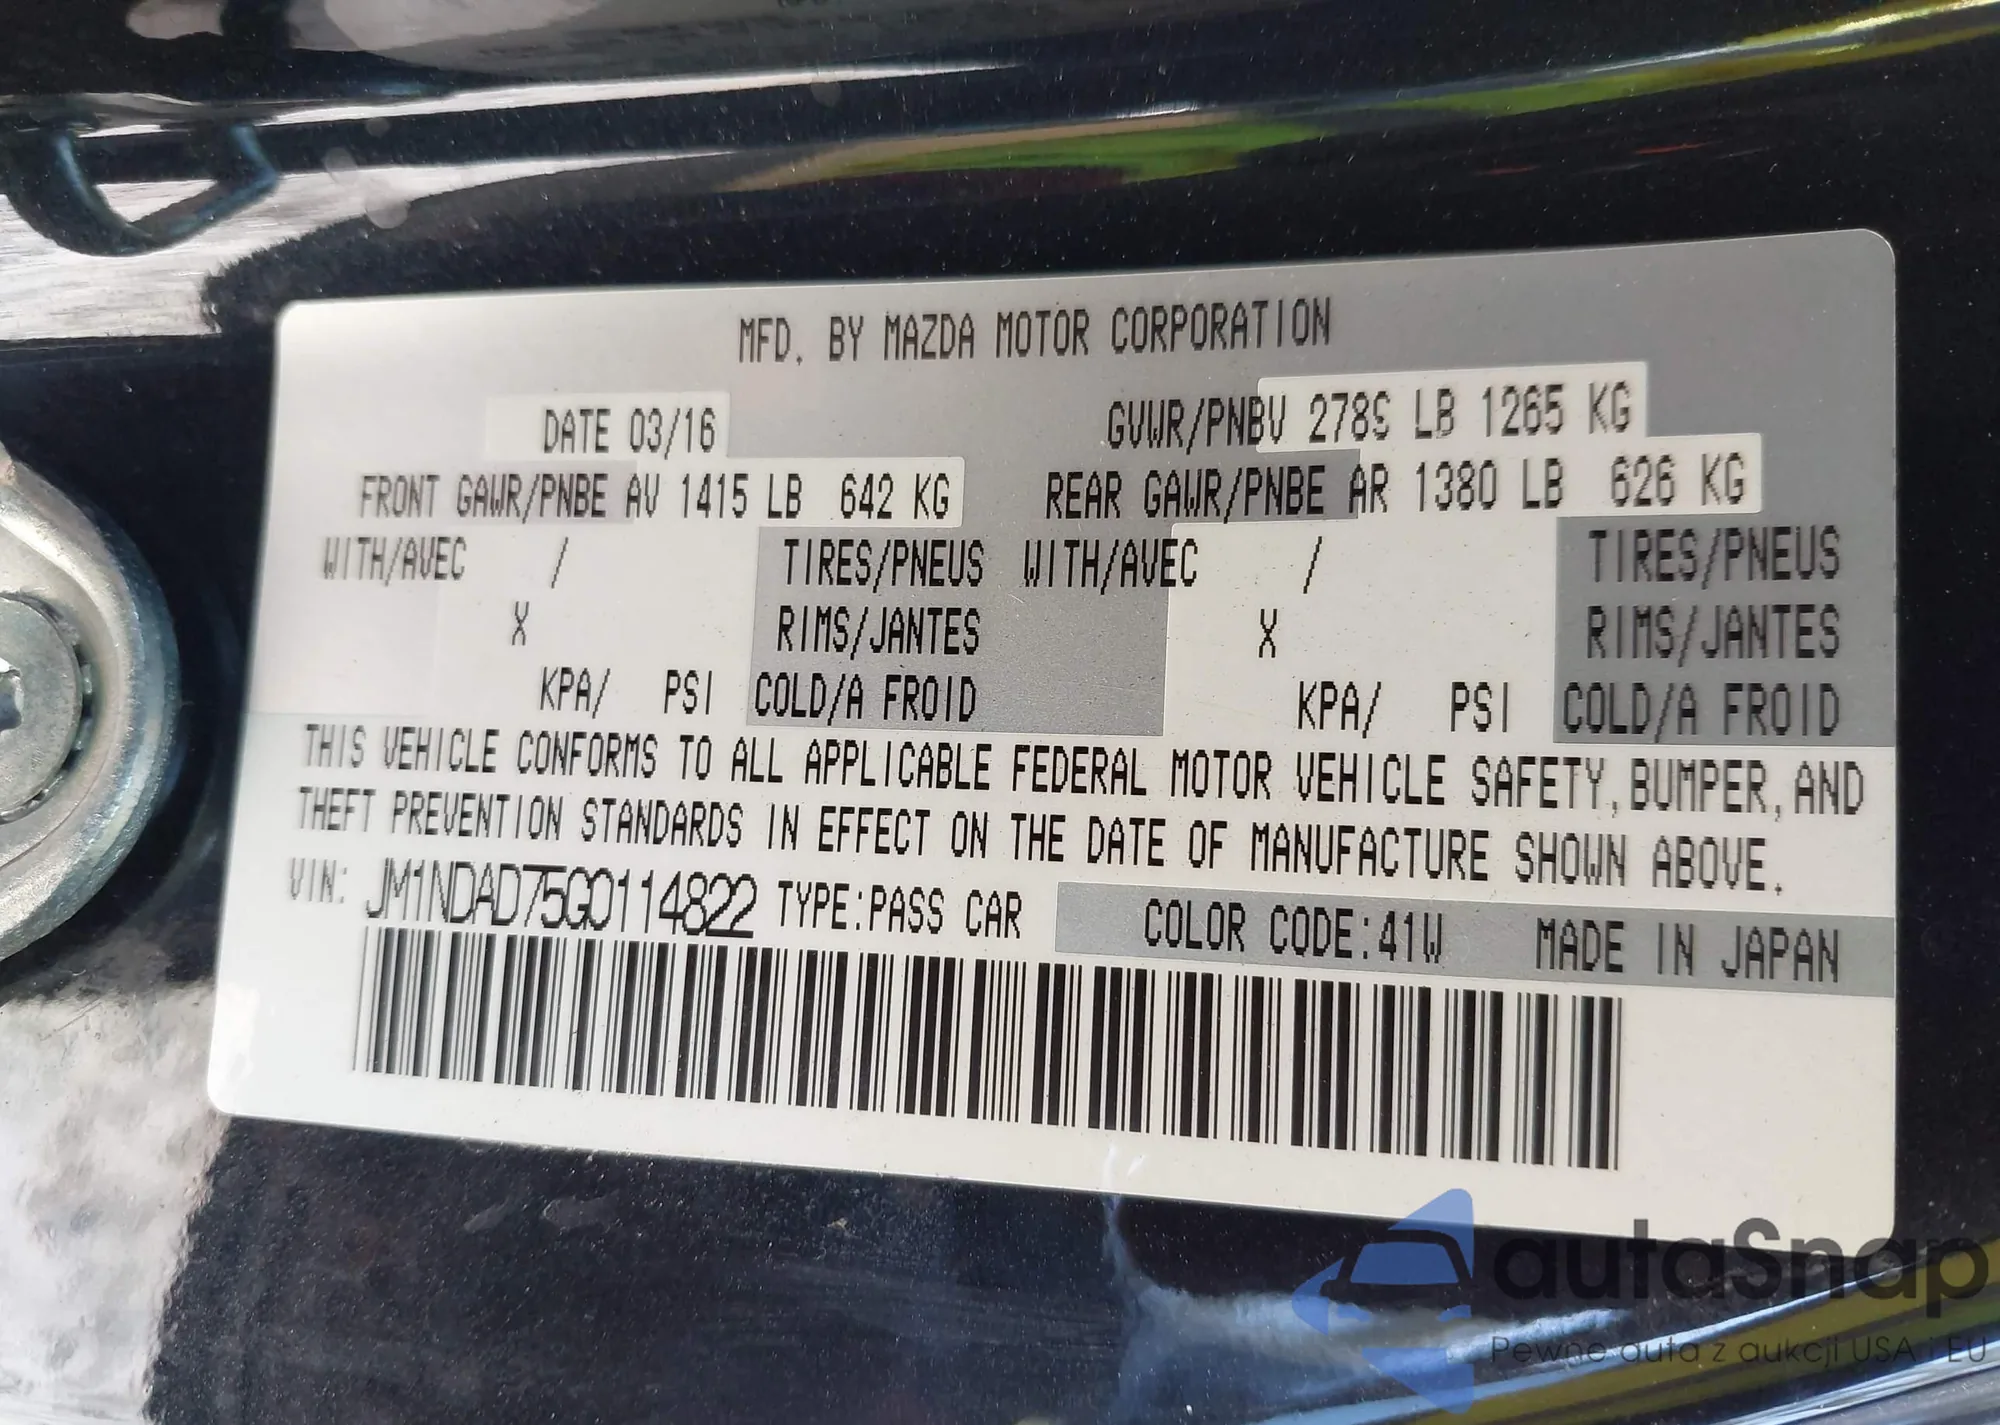 MFD. BY MAZDA MOTOR CORPORATION
DATE 03/16 GVWR/PNBV 2789 LB 1265 KG
FRONT GAWR/PNBE AV 1415 LB 642 KG REAR GAWR/PNBE AR 1380 LB 626 KG
WITH/AVEC / TIRES/PNEUS WITH/AVEC / TIRES/PNEUS
X RIMS/JANTES X RIMS/JANTES
KPA/ PSI COLD/A FROID KPA/ PSI COLD/A FROID
THIS VEHICLE CONFORMS TO ALL APPLICABLE FEDERAL MOTOR VEHICLE SAFETY, BUMPER, AND
THEFT PREVENTION STANDARDS IN EFFECT ON THE DATE OF MANUFACTURE SHOWN ABOVE.
VIN: JM1NDAD75G0114822 TYPE:PASS CAR COLOR CODE:41W MADE IN JAPAN
autaSnap
Pewne auta z aukcji USA i EU